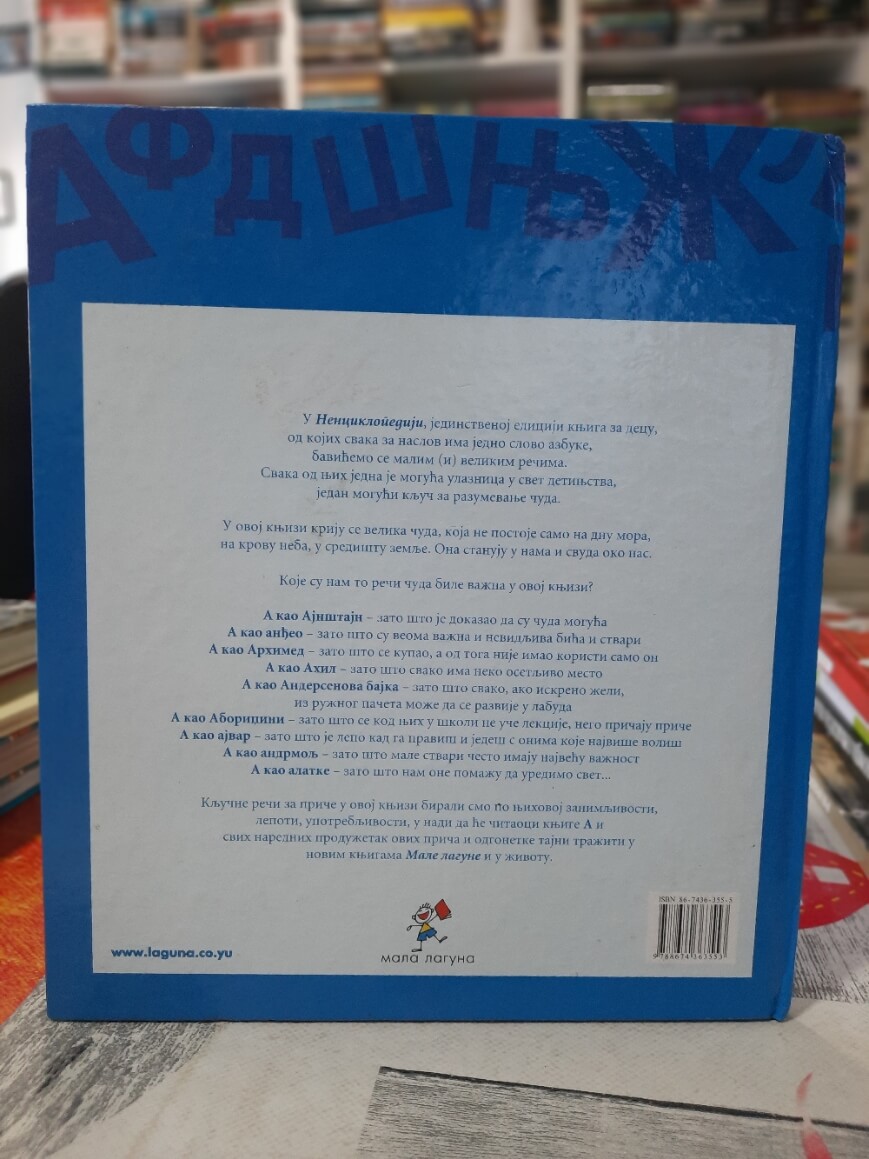 А Ф Д Ш Њ Ж
У Ненциклопедији, јединственој едицији књига за децу,
од којих свака за наслов има једно слово азбуке,
бавићемо се малим (и) великим речима.
Свака од њих једна је могућа улазница у свет детињства,
један могући кључ за разумевање чуда.
У овој књизи крију се велика чуда, која не постоје само на дну мора,
на крову неба, у средишту земље. Она станују у нама и свуда око нас.
Које су нам то речи чуда биле важна у овој књизи?
А као Ајнштајн – зато што је доказао да су чуда могућа
А као анђео – зато што су веома важна и невидљива бића и ствари
А као Архимед – зато што се купао, а од тога није имао користи само он
А као Ахил – зато што свако има неко осетљиво место
А као Андерсенова бајка – зато што свако, ако искрено жели,
из ружног пачета може да се развије у лабуда
А као Абориџини – зато што се код њих у школи не уче лекције, него причају приче
А као ајвар – зато што је лепо кад га правиш и једеш с онима које највише волиш
А као андрмољ – зато што мале ствари често имају највећу важност
А као алатке – зато што нам оне помажу да уредимо свет...
Кључне речи за приче у овој књизи бирали смо по њиховој занимљивости,
лепоти, употребљивости, у нади да ће читаоци књиге А и
свих наредних продужетак ових прича и одгонетке тајни тражити у
новим књигама Мале лагуне и у животу.
ISBN 86-7436-355-5
9 788674 363553
www.laguna.co.yu
мала лагуна